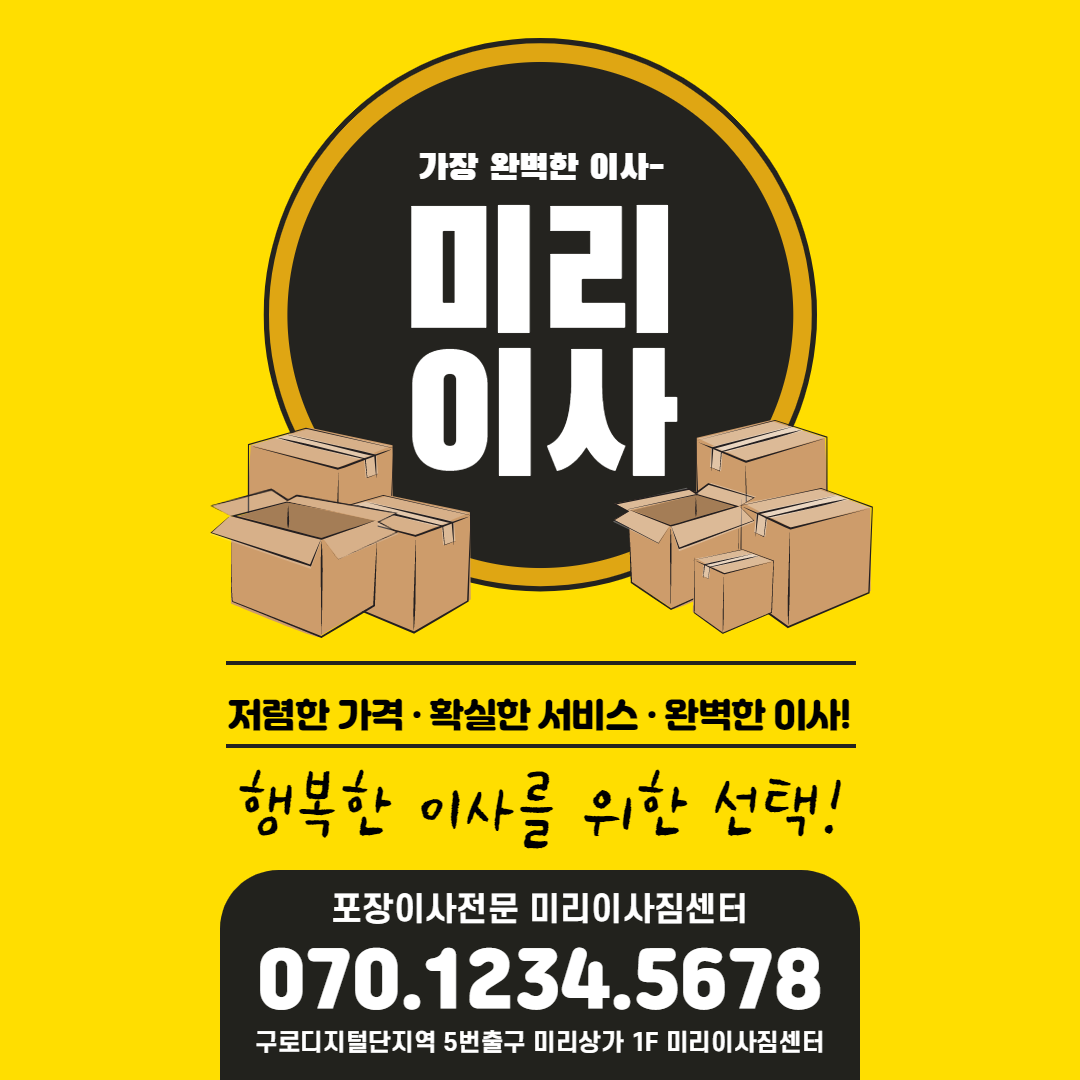 가장 완벽한 이사-
미리
이사
저렴한 가격 · 확실한 서비스 · 완벽한 이사!
행복한 이사를 위한 선택!
포장이사전문 미리이사짐센터
070.1234.5678
구로디지털단지역 5번출구 미리상가 1F 미리이사짐센터